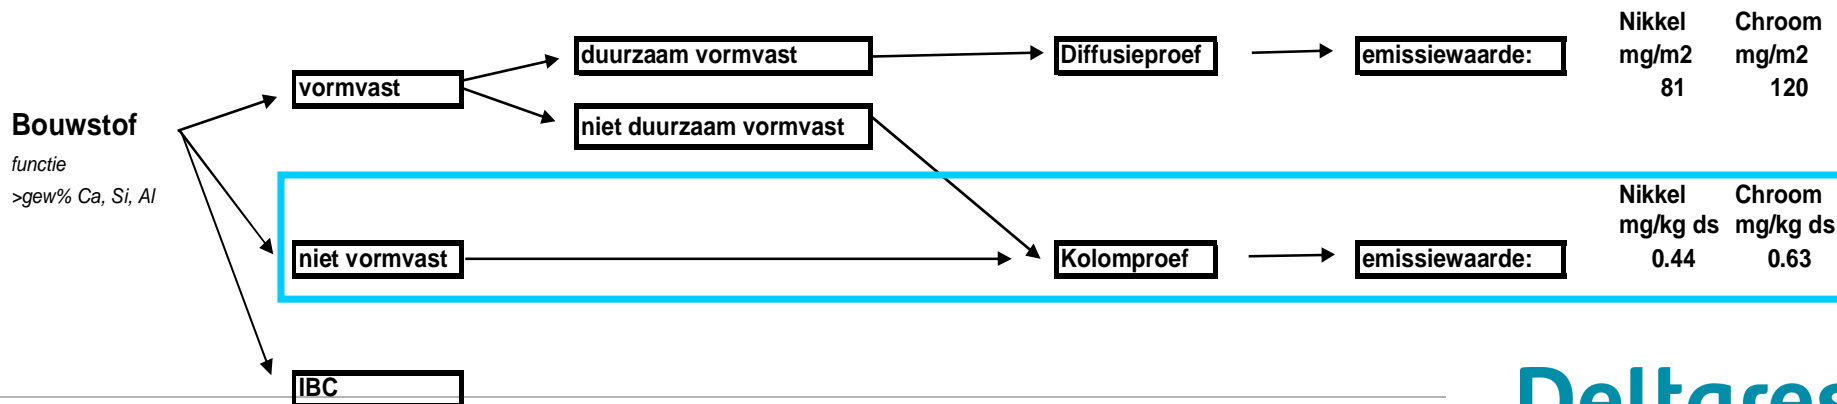 Nikkel Chroom
duurzaam vormvast Diffusieproef emissiewaarde: mg/m2 mg/m2
vormvast 81 120
Bouwstof niet duurzaam vormvast
functie
>gew% Ca, Si, Al Nikkel Chroom
mg/kg ds mg/kg ds
niet vormvast Kolomproef emissiewaarde: 0.44 0.63
IBC
Deltares